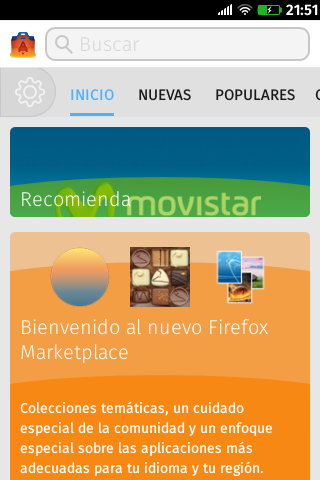 21:51
Buscar
INICIO NUEVAS POPULARES
movistar
Recomienda
Bienvenido al nuevo Firefox
Marketplace
Colecciones temáticas, un cuidado
especial de la comunidad y un enfoque
especial sobre las aplicaciones más
adecuadas para tu idioma y tu región.